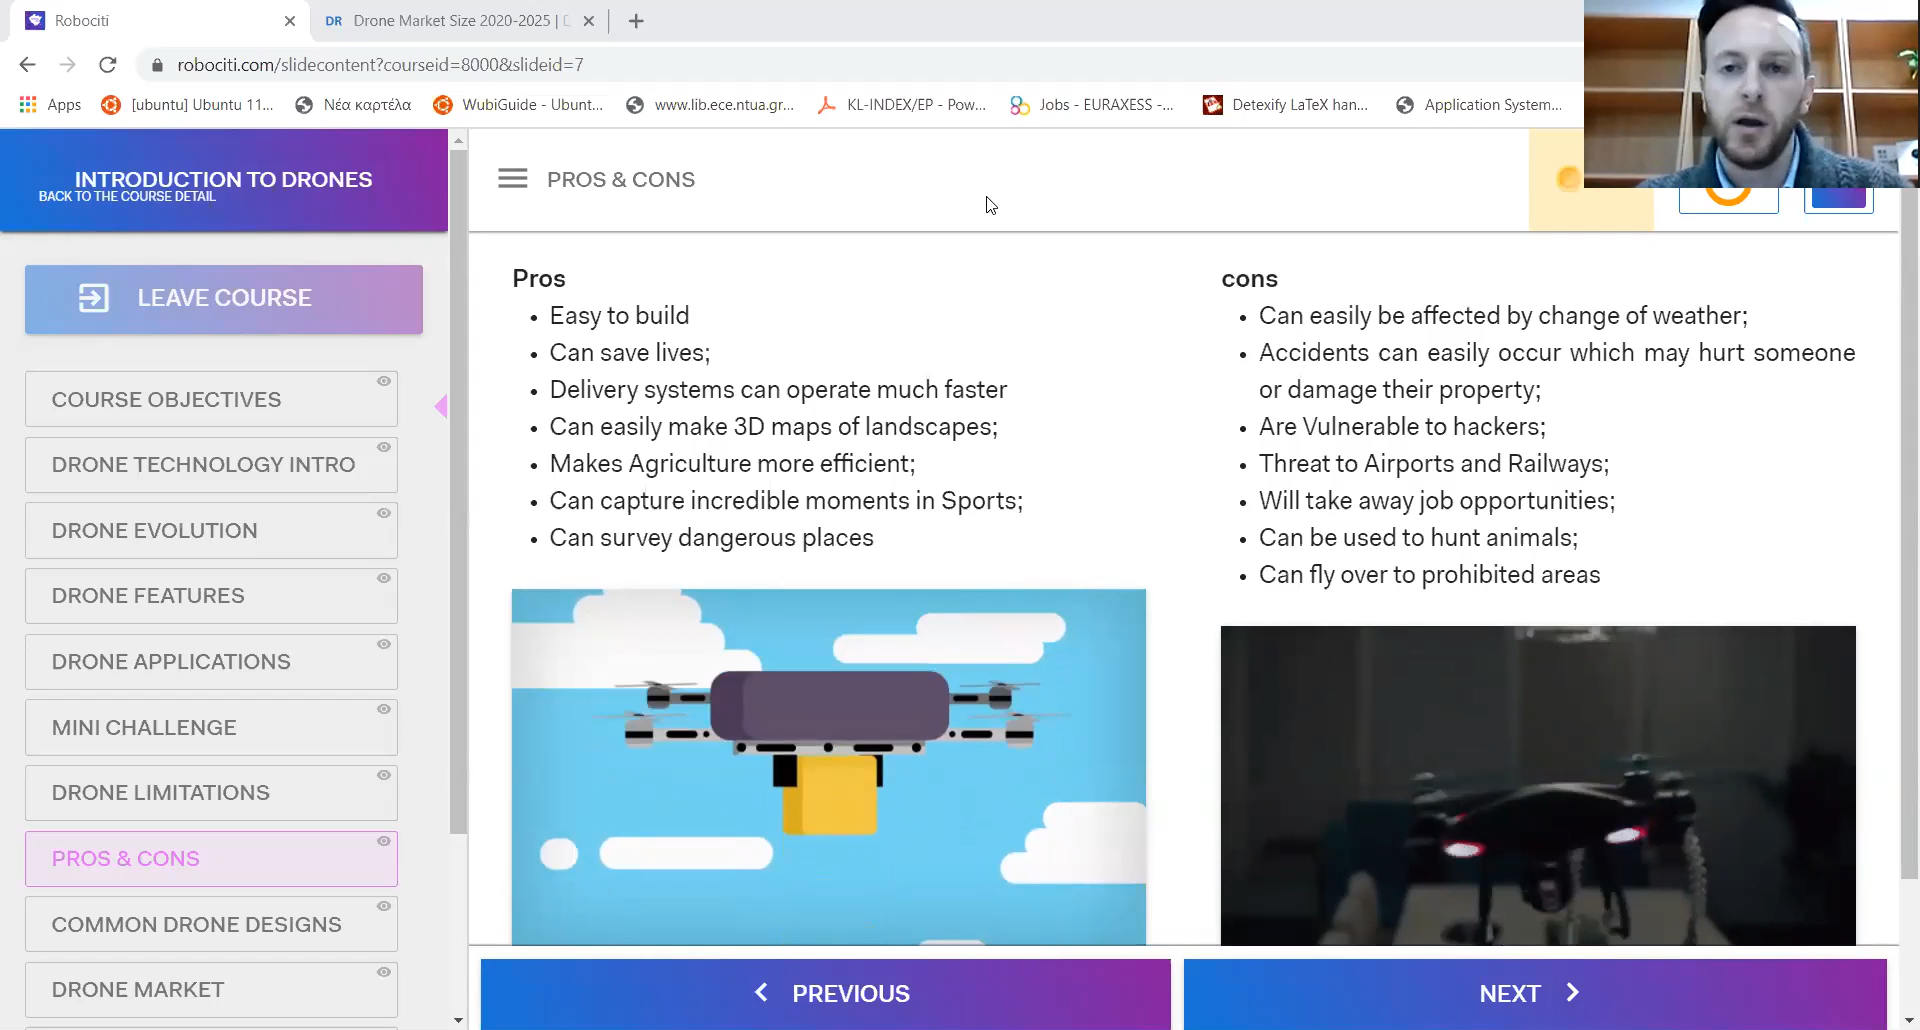 Robociti
DR Drone Market Size 2020-2025 | D
robociti.com/slidecontent?courseid=8000&slideid=7
Apps
[ubuntu] Ubuntu 11...
Νέα καρτέλα
WubiGuide - Ubunt...
www.lib.ece.ntua.gr...
KL-INDEX/EP - Pow...
Jobs - EURAXESS -...
Detexify LaTeX han...
Application System...
INTRODUCTION TO DRONES
BACK TO THE COURSE DETAIL
LEAVE COURSE
COURSE OBJECTIVES
DRONE TECHNOLOGY INTRO
DRONE EVOLUTION
DRONE FEATURES
DRONE APPLICATIONS
MINI CHALLENGE
DRONE LIMITATIONS
PROS & CONS
COMMON DRONE DESIGNS
DRONE MARKET
PROS & CONS
Pros
• Easy to build
• Can save lives;
• Delivery systems can operate much faster
• Can easily make 3D maps of landscapes;
• Makes Agriculture more efficient;
• Can capture incredible moments in Sports;
• Can survey dangerous places
cons
• Can easily be affected by change of weather;
• Accidents can easily occur which may hurt someone
or damage their property;
• Are Vulnerable to hackers;
• Threat to Airports and Railways;
• Will take away job opportunities;
• Can be used to hunt animals;
• Can fly over to prohibited areas
PREVIOUS
NEXT